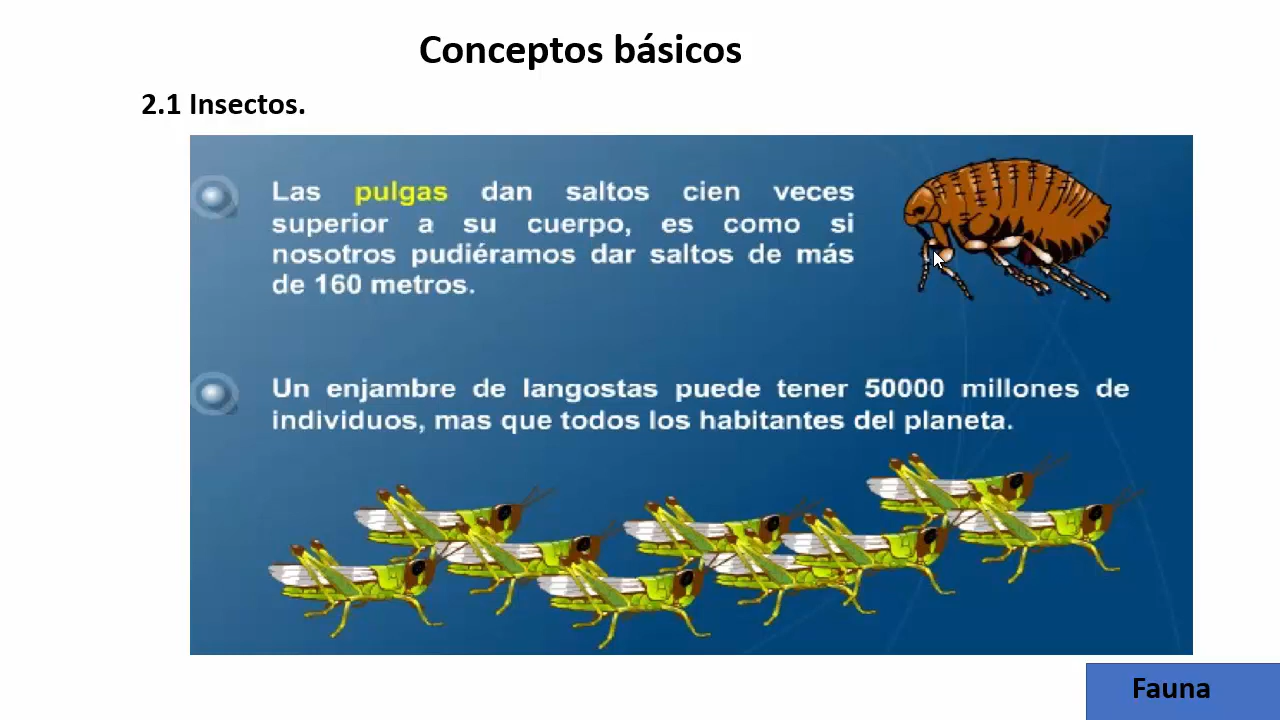 Conceptos básicos
2.1 Insectos.
Las pulgas dan saltos cien veces
superior a su cuerpo, es como si
nosotros pudiéramos dar saltos de más
de 160 metros.
Un enjambre de langostas puede tener 50000 millones de
individuos, mas que todos los habitantes del planeta.
Fauna